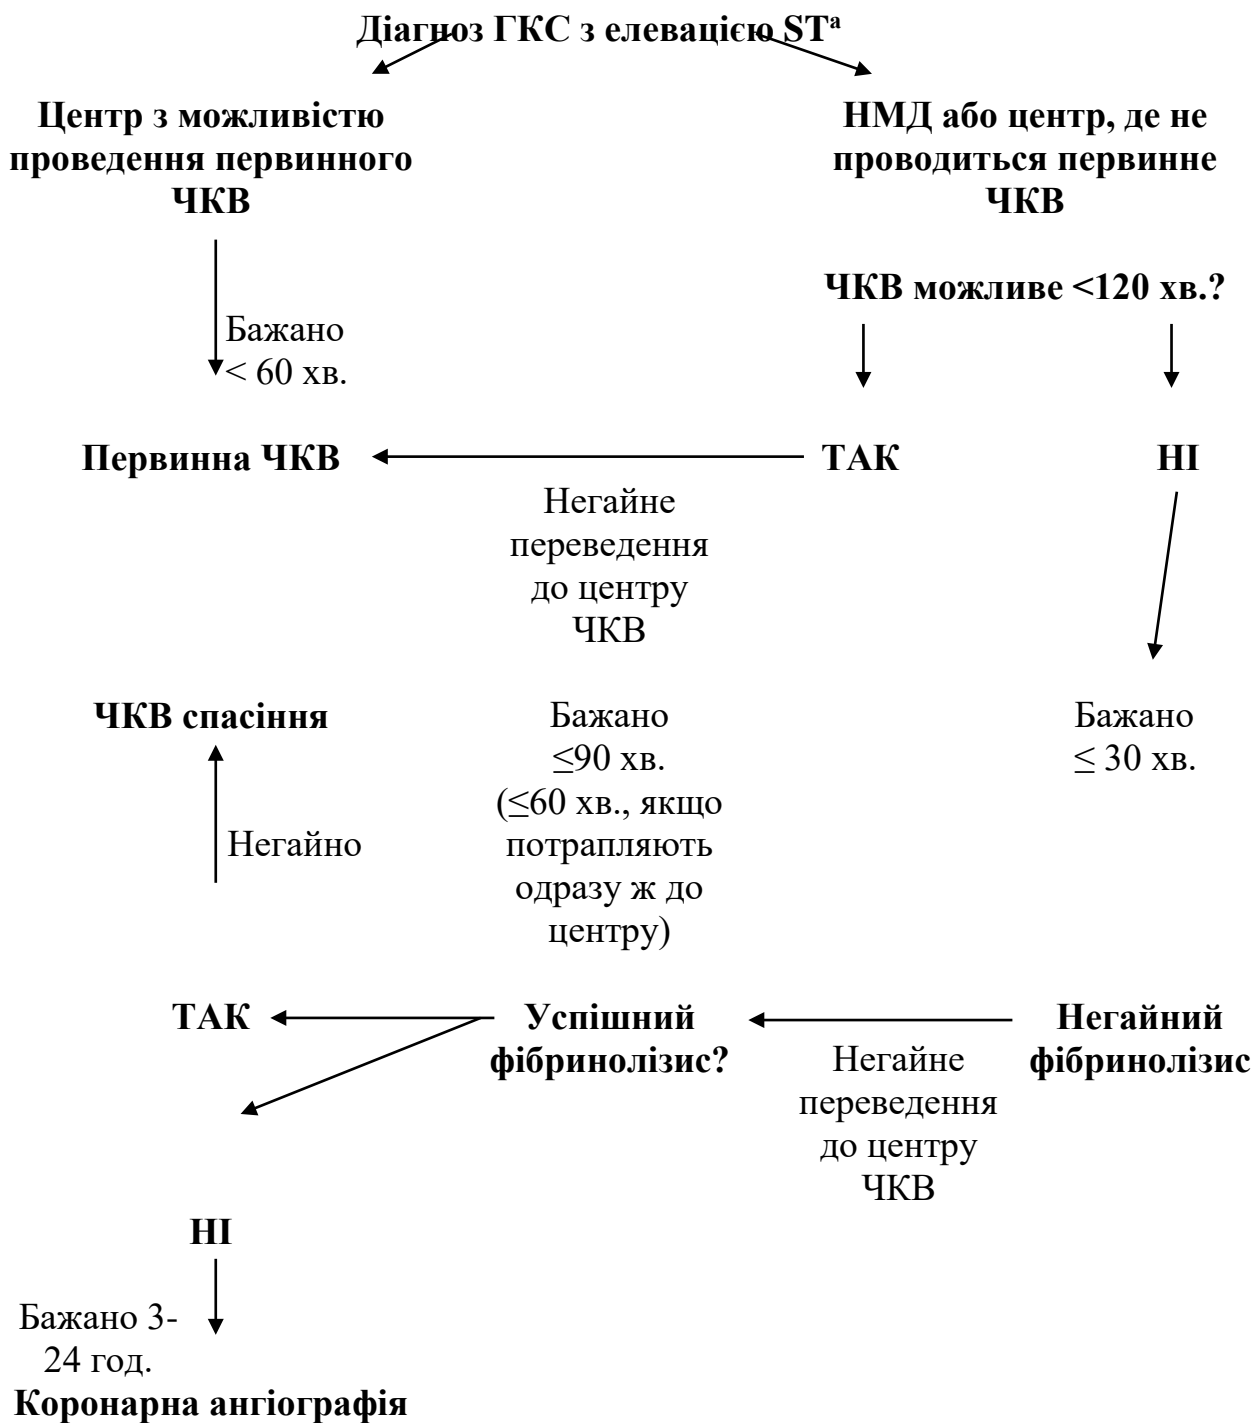 Діагноз ГКС з елевацією STᵃ
Центр з можливістю
проведення первинного
ЧКВ
НМД або центр, де не
проводиться первинне
ЧКВ
ЧКВ можливе <120 хв.?
Бажано
< 60 хв.
Первинна ЧКВ
ТАК
НІ
Негайне
переведення
до центру
ЧКВ
ЧКВ спасіння
Бажано
≤90 хв.
(≤60 хв., якщо
потрапляють
одразу ж до
центру)
Бажано
≤ 30 хв.
Негайно
ТАК
Успішний
фібринолізис?
Негайний
фібринолізис
Негайне
переведення
до центру
ЧКВ
НІ
Бажано 3-
24 год.
Коронарна ангіографія